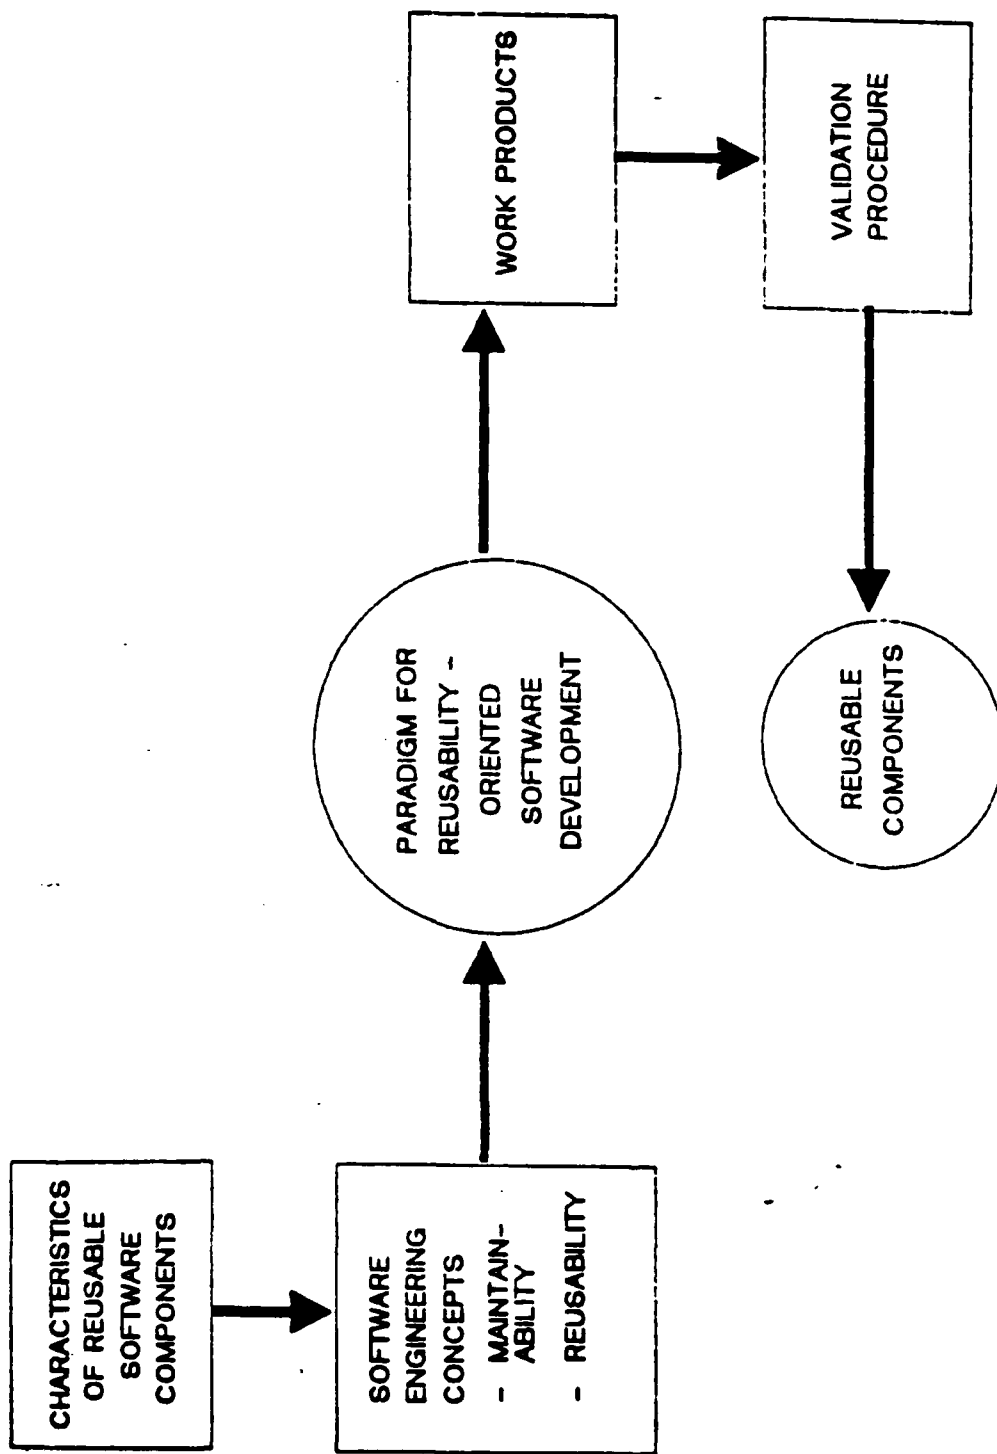 CHARACTERISTICS
OF REUSABLE
SOFTWARE
COMPONENTS
SOFTWARE
ENGINEERING
CONCEPTS
- MAINTAIN-
ABILITY
- REUSABILITY
PARADIGM FOR
REUSABILITY -
ORIENTED
SOFTWARE
DEVELOPMENT
WORK PRODUCTS
VALIDATION
PROCEDURE
REUSABLE
COMPONENTS